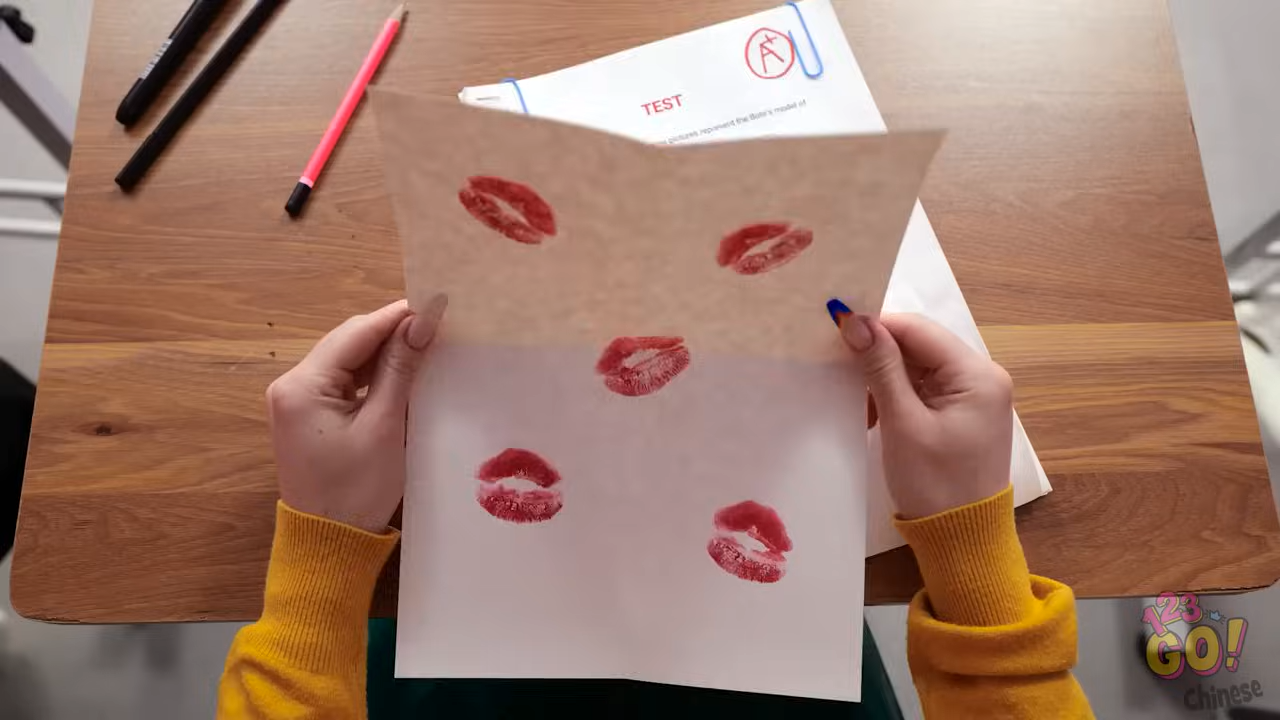 A+
TEST
pictures represent the Bohr's model of
123
GO!
Chinese